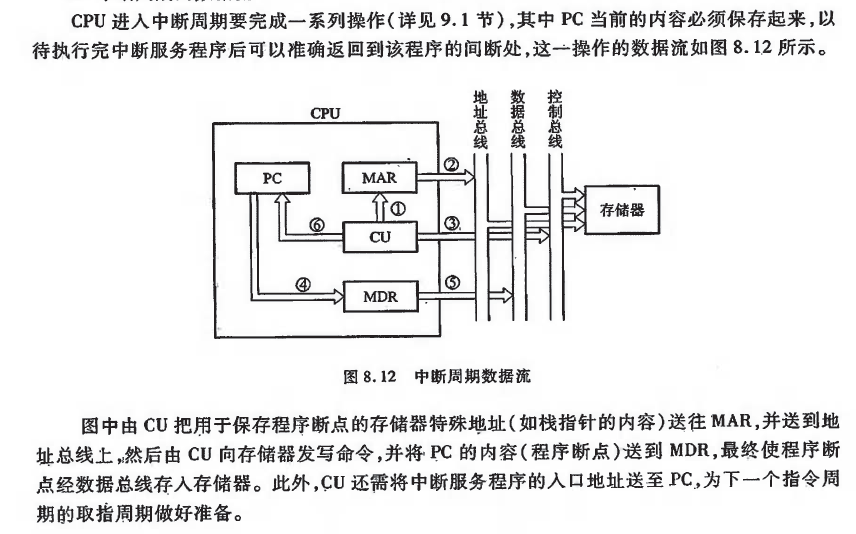 CPU 进入中断周期要完成一系列操作(详见 9.1 节),其中 PC 当前的内容必须保存起来,以
待执行完中断服务程序后可以准确返回到该程序的间断处,这一操作的数据流如图 8.12 所示。
地址总线
数据总线
控制总线
CPU
PC
MAR
②
①
⑥
CU
③
存储器
④
MDR
⑤
图 8.12 中断周期数据流
图中由 CU 把用于保存程序断点的存储器特殊地址(如栈指针的内容)送往 MAR,并送到地
址总线上,然后由 CU 向存储器发写命令,并将 PC 的内容(程序断点)送到 MDR,最终使程序断
点经数据总线存入存储器。此外,CU 还需将中断服务程序的入口地址送至 PC,为下一个指令周
期的取指周期做好准备。